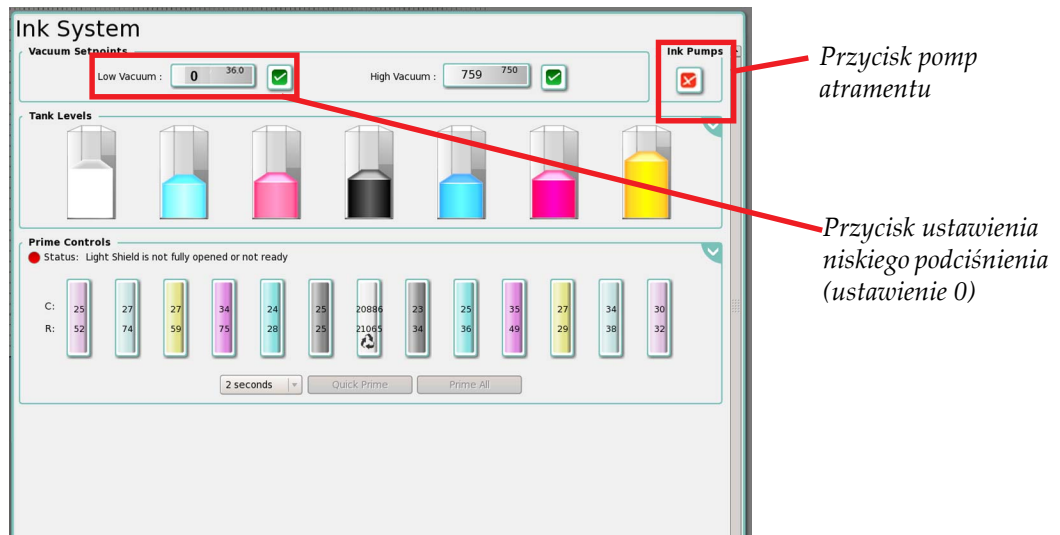 Ink System
Vacuum Setpoints
Low Vacuum : 0 36.0
High Vacuum : 759 750
Ink Pumps
Przycisk pomp
atramentu
Tank Levels
Przycisk ustawienia
niskiego podciśnienia
(ustawienie 0)
Prime Controls
Status: Light Shield is not fully opened or not ready
C: 25 27 27 34 24 25 20886 23 25 35 27 34 30
R: 52 74 59 75 28 25 21065 34 36 49 29 38 32
2 seconds Quick Prime Prime All